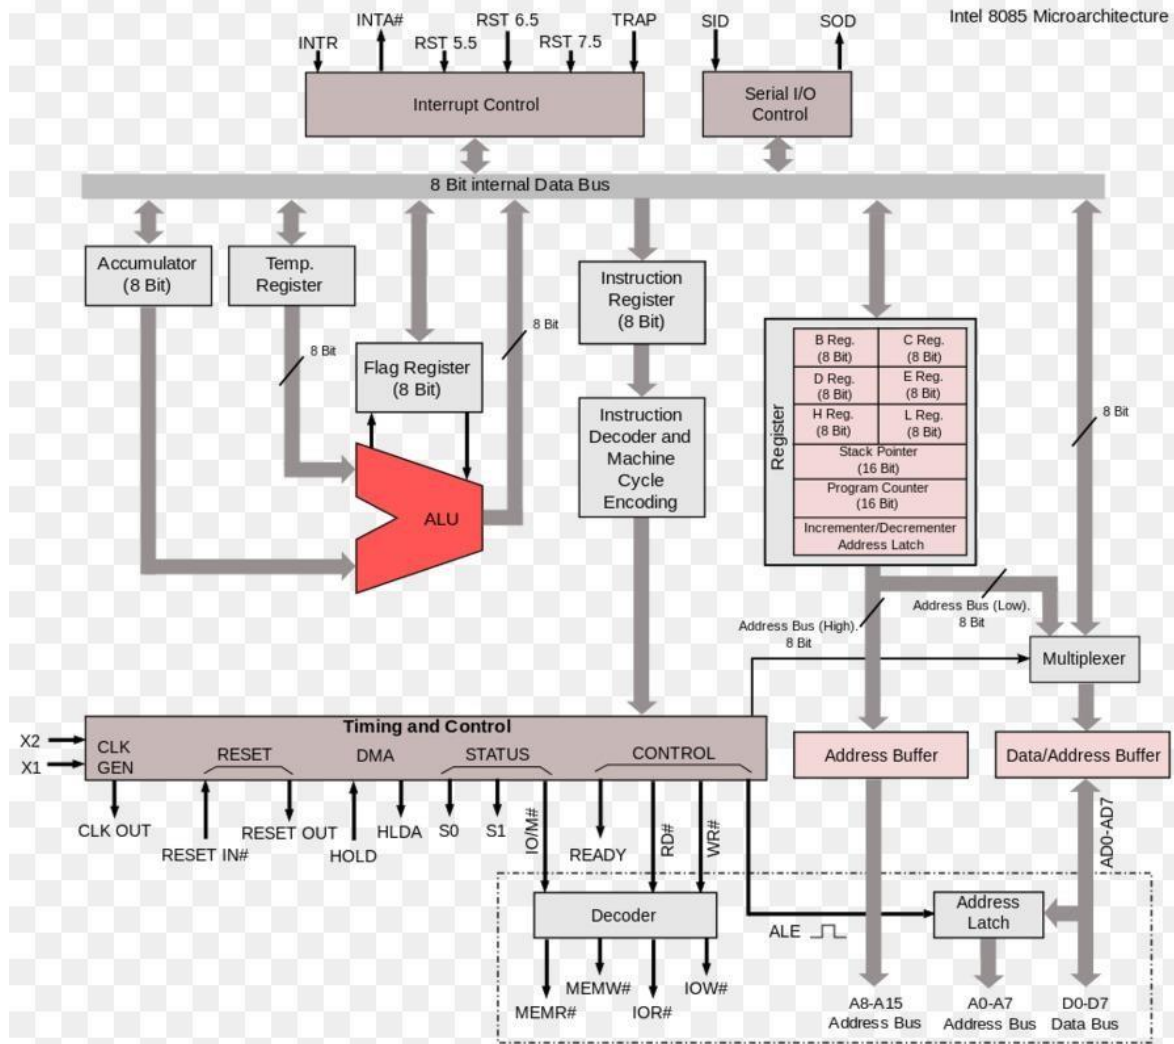 Intel 8085 Microarchitecture
INTA#
RST 6.5
TRAP
SID
SOD
INTR
RST 5.5
RST 7.5
Interrupt Control
Serial I/O
Control
8 Bit internal Data Bus
Accumulator
(8 Bit)
Temp.
Register
Instruction
Register
(8 Bit)
8 Bit
8 Bit
Flag Register
(8 Bit)
Register
B Reg.
(8 Bit)
C Reg.
(8 Bit)
D Reg.
(8 Bit)
E Reg.
(8 Bit)
H Reg.
(8 Bit)
L Reg.
(8 Bit)
Stack Pointer
(16 Bit)
Program Counter
(16 Bit)
Incrementer/Decrementer
Address Latch
8 Bit
Instruction
Decoder and
Machine
Cycle
Encoding
ALU
Address Bus (High).
8 Bit
Address Bus (Low).
8 Bit
Multiplexer
Timing and Control
X2
X1
CLK
GEN
RESET
DMA
STATUS
CONTROL
Address Buffer
Data/Address Buffer
CLK OUT
RESET IN#
RESET OUT
HOLD
HLDA
S0
S1
IO/M#
READY
RD#
WR#
AD0-AD7
Decoder
ALE
Address
Latch
MEMR#
MEMW#
IOR#
IOW#
A8-A15
Address Bus
A0-A7
Address Bus
D0-D7
Data Bus